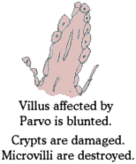 Villus affected by
Parvo is blunted.
Crypts are damaged.
Microvilli are destroyed.